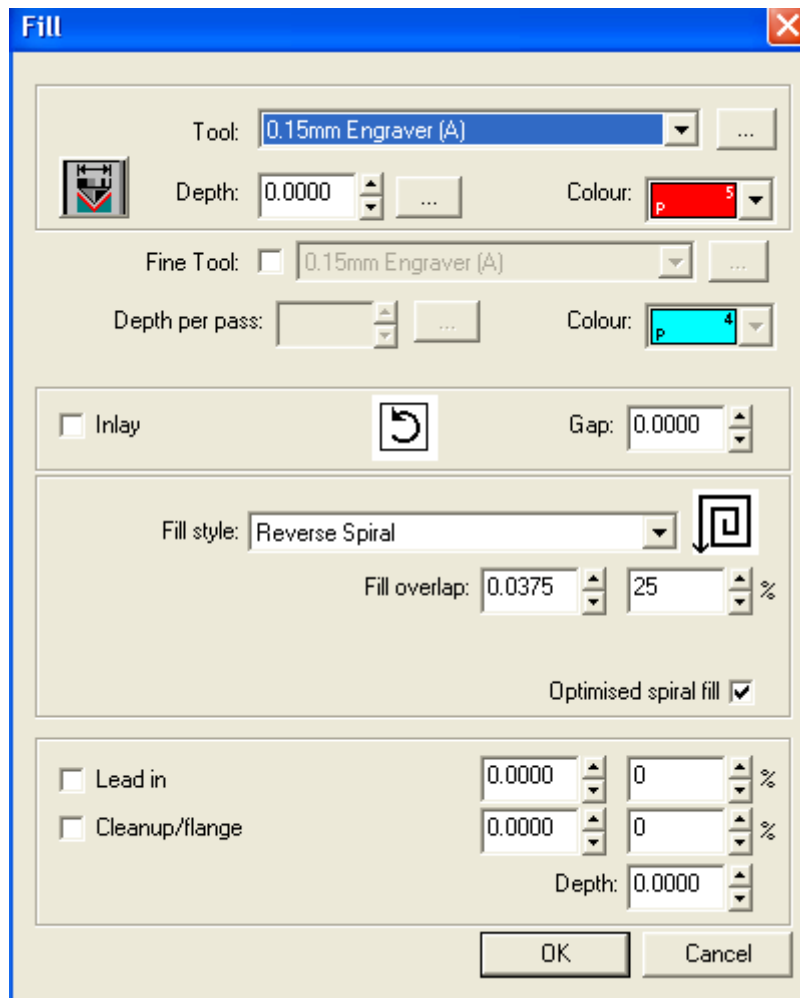 Fill
Tool: 0.15mm Engraver (A) ...
Depth: 0.0000 ... Colour: p 5
Fine Tool: 0.15mm Engraver (A) ...
Depth per pass: ... Colour: p 4
Inlay Gap: 0.0000
Fill style: Reverse Spiral
Fill overlap: 0.0375 25 %
Optimised spiral fill
Lead in 0.0000 0 %
Cleanup/flange 0.0000 0 %
Depth: 0.0000
OK Cancel